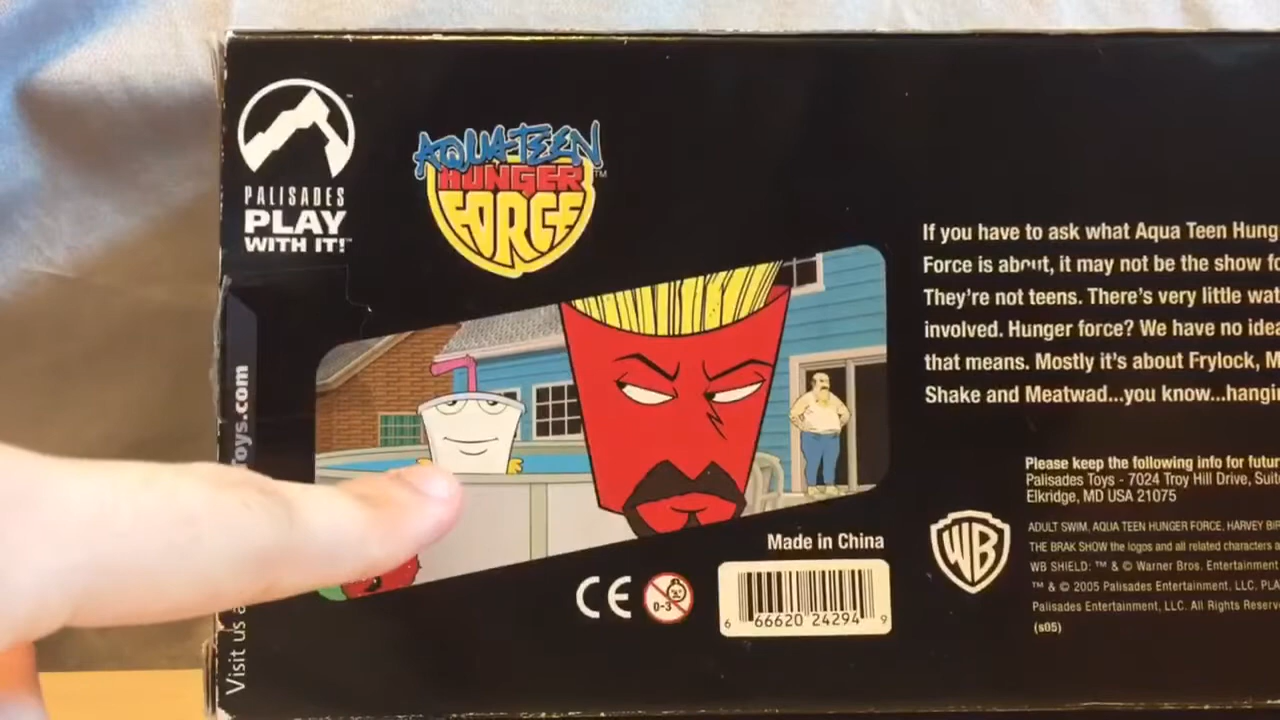 PALISADES
PLAY
WITH IT!™
AQUA TEEN
HUNGER
FORCE™
If you have to ask what Aqua Teen Hung
Force is about, it may not be the show fo
They're not teens. There's very little wat
involved. Hunger force? We have no idea
that means. Mostly it's about Frylock, M
Shake and Meatwad...you know...hangin
Please keep the following info for futur
Palisades Toys - 7024 Troy Hill Drive, Suit
Elkridge, MD USA 21075
Made in China
CE
0-3
6 66620 24294 9
WB
ADULT SWIM, AQUA TEEN HUNGER FORCE, HARVEY BIR
THE BRAK SHOW the logos and all related characters a
WB SHIELD: ™ & © Warner Bros. Entertainment
™ & © 2005 Palisades Entertainment, LLC. PLA
Palisades Entertainment, LLC. All Rights Reserv
(s05)
Visit us a
Toys.com